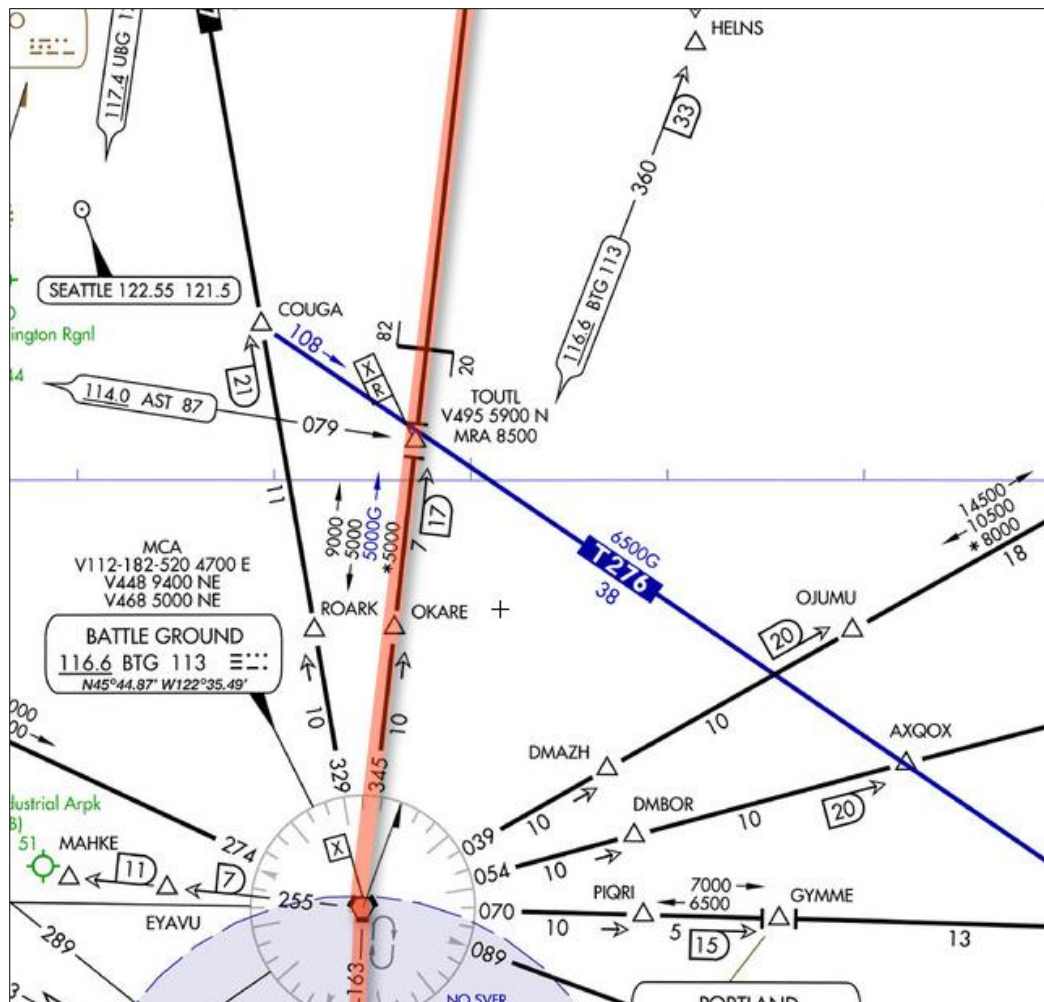 HELNS
117.4 UBG
33
360
116.6 BTG 113
SEATTLE 122.55 121.5
COUGA
108
ington Rgnl
21
82
20
X
R
114.0 AST 87
079
TOUTL
V495 5900 N
MRA 8500
11
9000
5000
5000G
*5000
7
17
6500G
T276
38
14500
10500
*8000
18
MCA
V112-182-520 4700 E
V448 9400 NE
V468 5000 NE
ROARK
OKARE
OJUMU
20
BATTLE GROUND
116.6 BTG 113
N45°44.87' W122°35.49'
10
10
10
AXQOX
329
345
DMAZH
dustrial Arpk
B)
51
MAHKE
DMBOR
10
20
10
274
X
039
10
054
10
11
7
255
EYAVU
070
PIQRI
7000
6500
GYMME
10
5
15
13
289
163
089
NO SVFR
PORTLAND